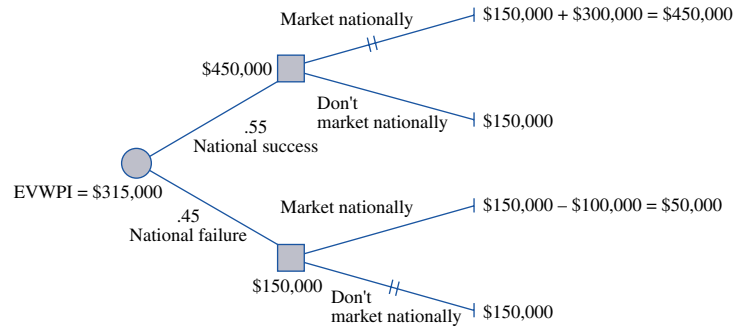 Market nationally
$150,000 + $300,000 = $450,000
$450,000
Don't
market nationally
$150,000
.55
National success
EVWPI = $315,000
.45
National failure
Market nationally
$150,000 – $100,000 = $50,000
$150,000
Don't
market nationally
$150,000